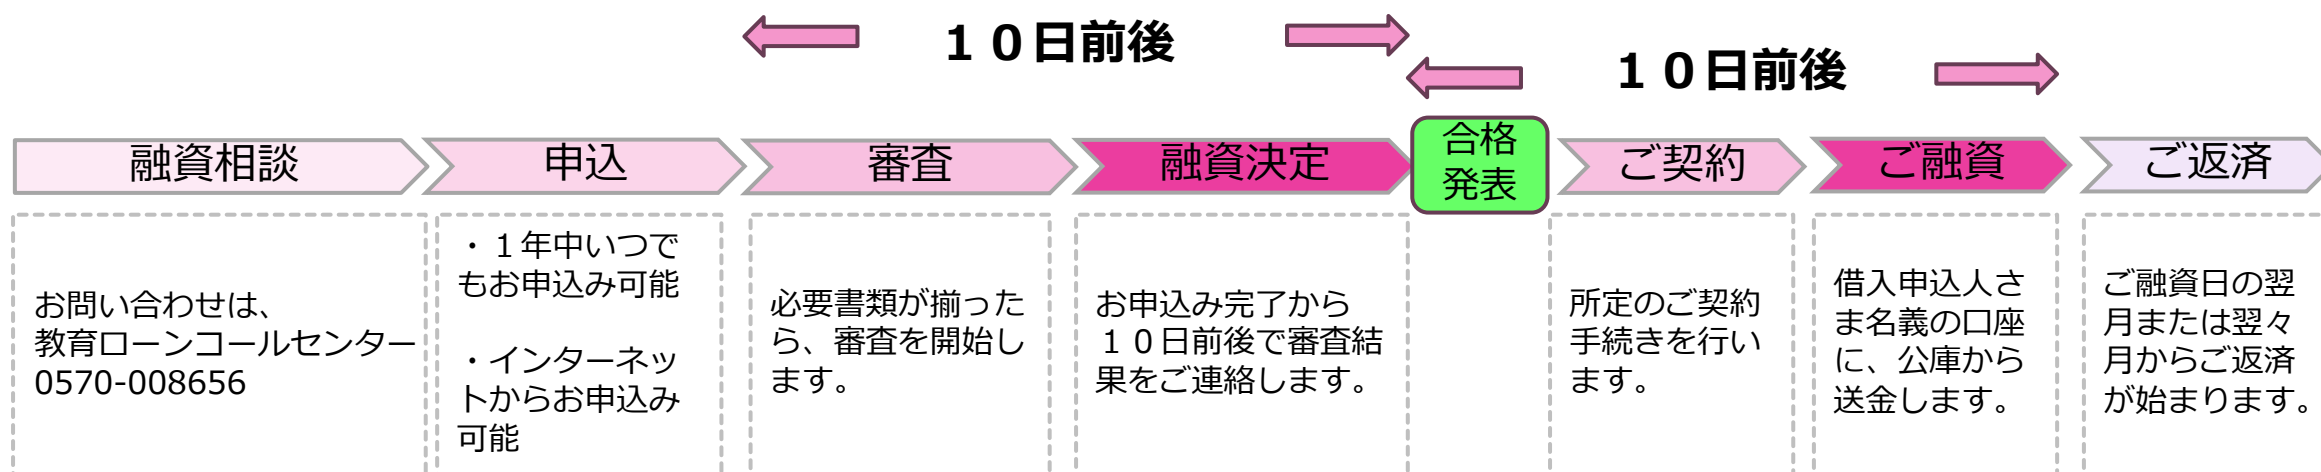 １０日前後
１０日前後
融資相談
申込
審査
融資決定
合格
発表
ご契約
ご融資
ご返済
お問い合わせは、
教育ローンコールセンター
0570-008656
・１年中いつで
もお申込み可能
・インターネッ
トからお申込み
可能
必要書類が揃った
ら、審査を開始し
ます。
お申込み完了から
１０日前後で審査結
果をご連絡します。
所定のご契約
手続きを行い
ます。
借入申込人さ
ま名義の口座
に、公庫から
送金します。
ご融資日の翌
月または翌々
月からご返済
が始まります。